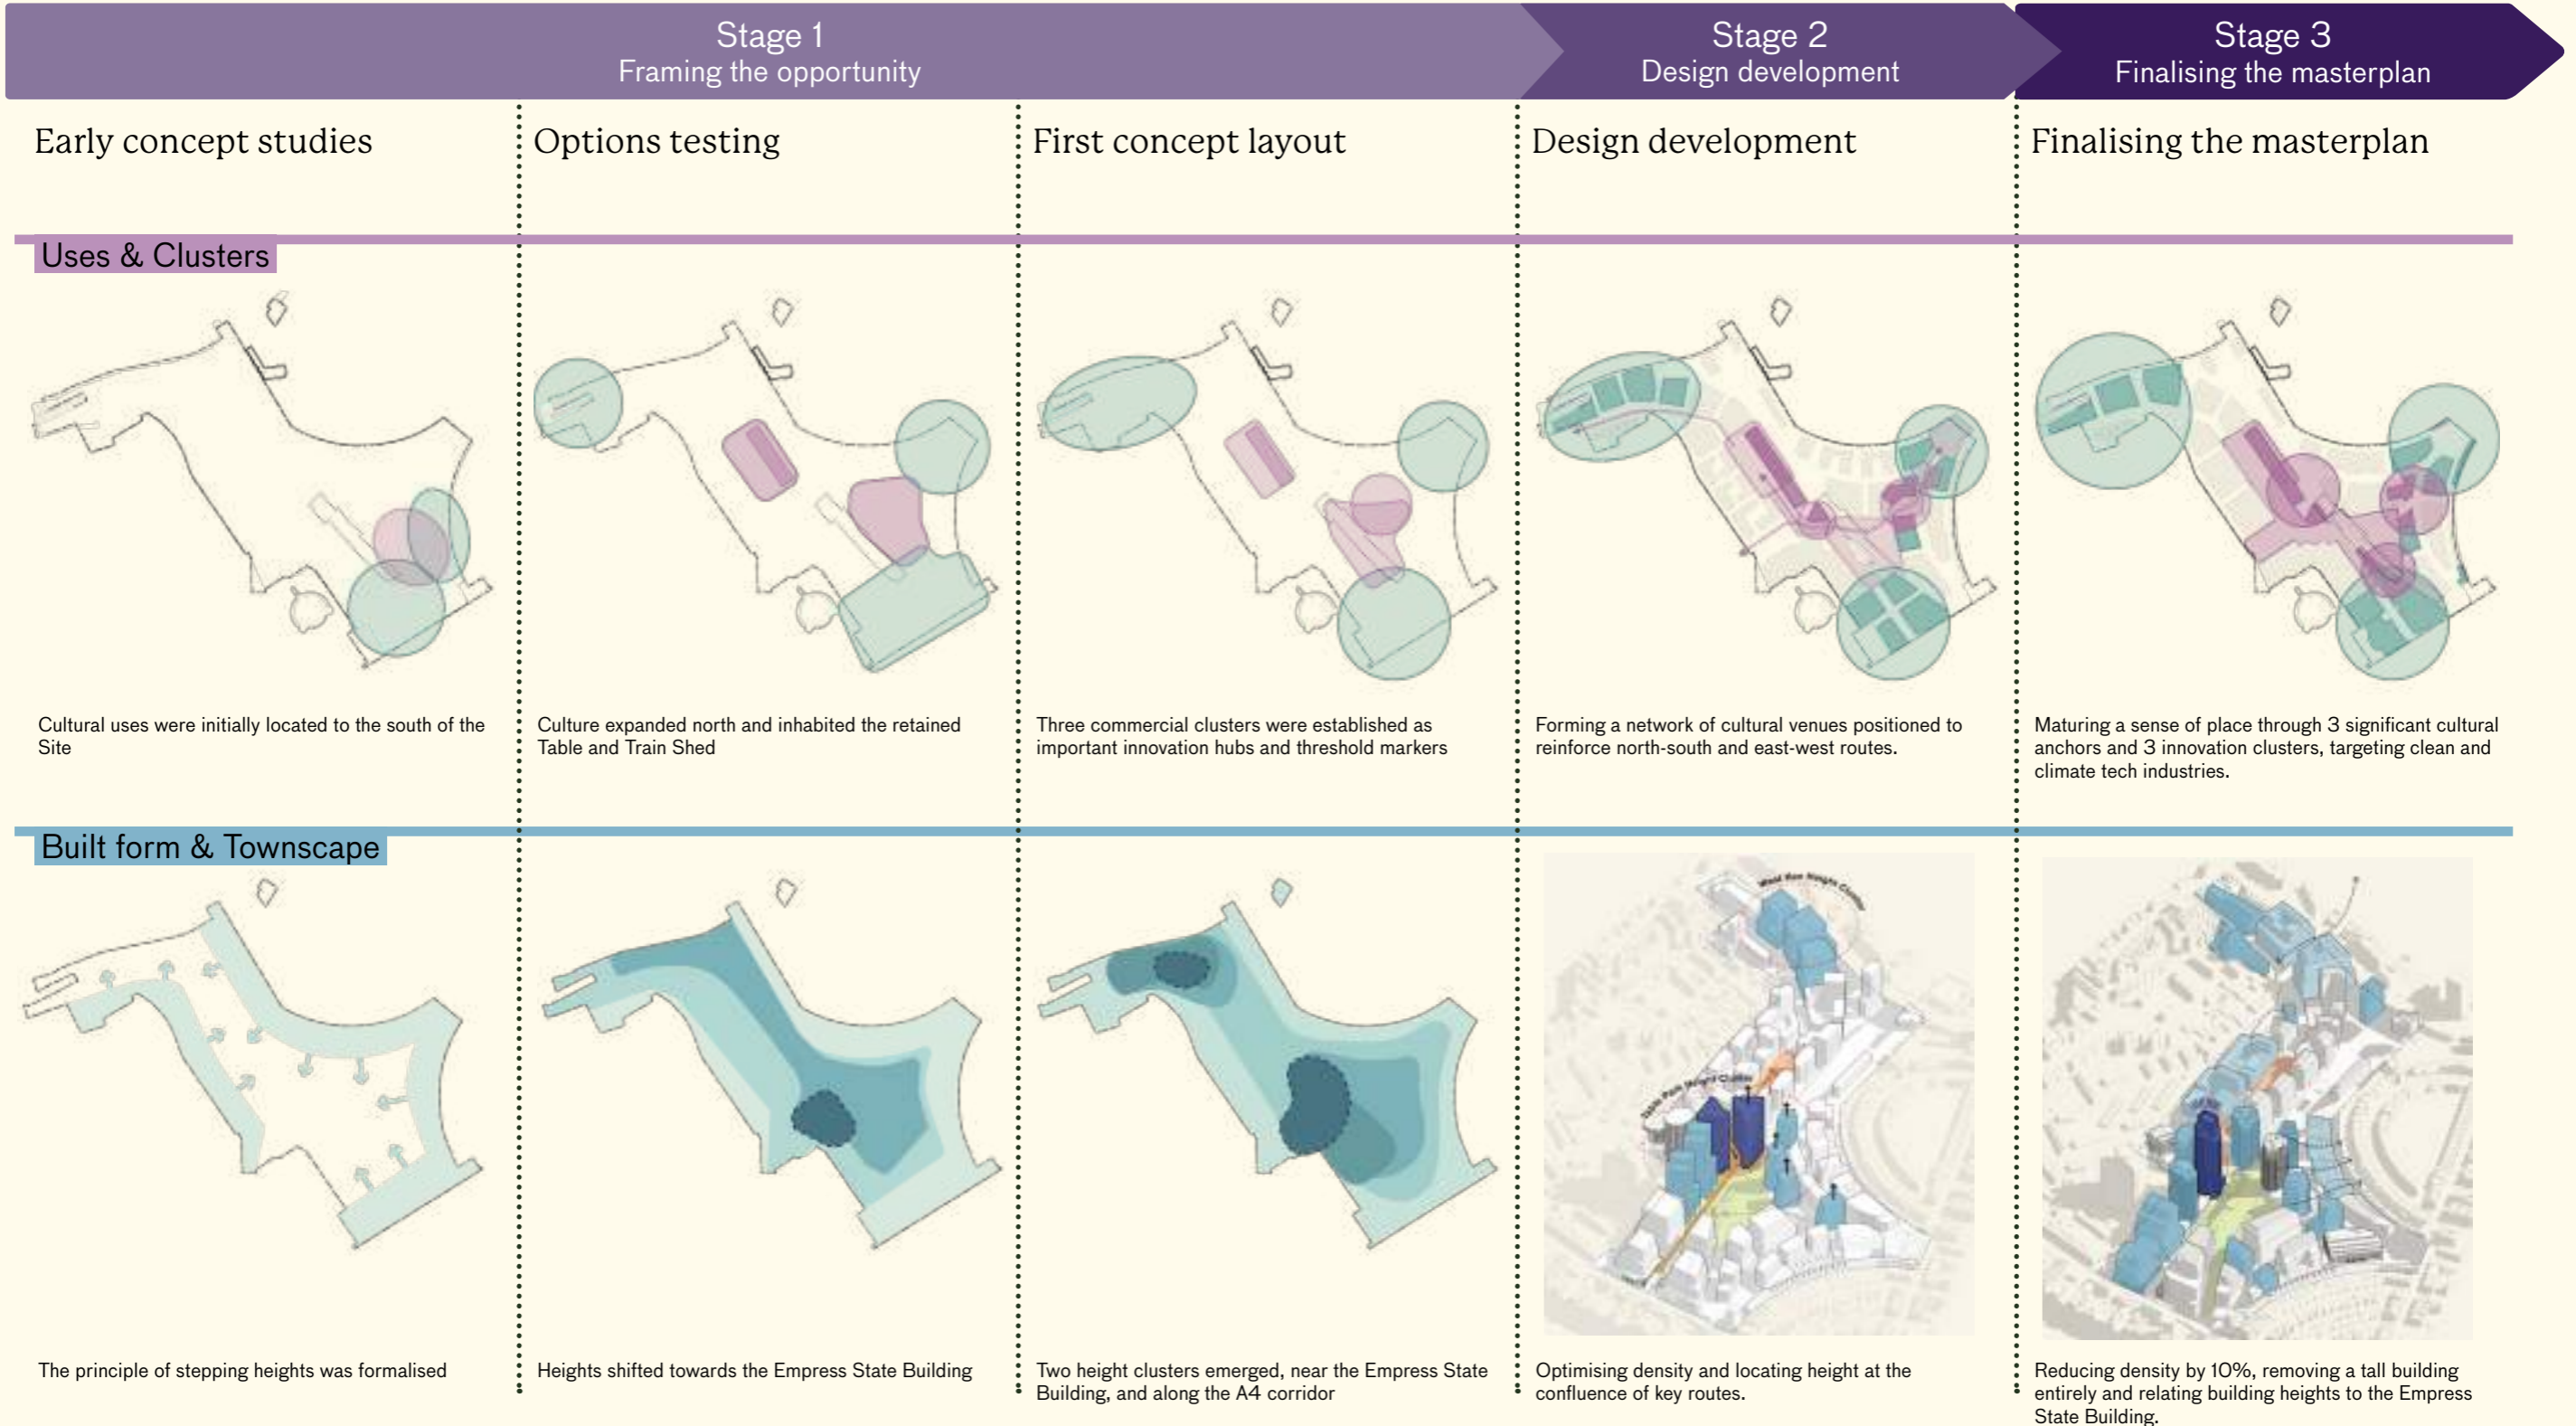 Stage 1
Framing the opportunity
Stage 2
Design development
Stage 3
Finalising the masterplan
Early concept studies
Options testing
First concept layout
Design development
Finalising the masterplan
Uses & Clusters
Cultural uses were initially located to the south of the
Site
Culture expanded north and inhabited the retained
Table and Train Shed
Three commercial clusters were established as
important innovation hubs and threshold markers
Forming a network of cultural venues positioned to
reinforce north-south and east-west routes.
Maturing a sense of place through 3 significant cultural
anchors and 3 innovation clusters, targeting clean and
climate tech industries.
Built form & Townscape
West Ken Height Cluster
Table Park Height Cluster
The principle of stepping heights was formalised
Heights shifted towards the Empress State Building
Two height clusters emerged, near the Empress State
Building, and along the A4 corridor
Optimising density and locating height at the
confluence of key routes.
Reducing density by 10%, removing a tall building
entirely and relating building heights to the Empress
State Building.